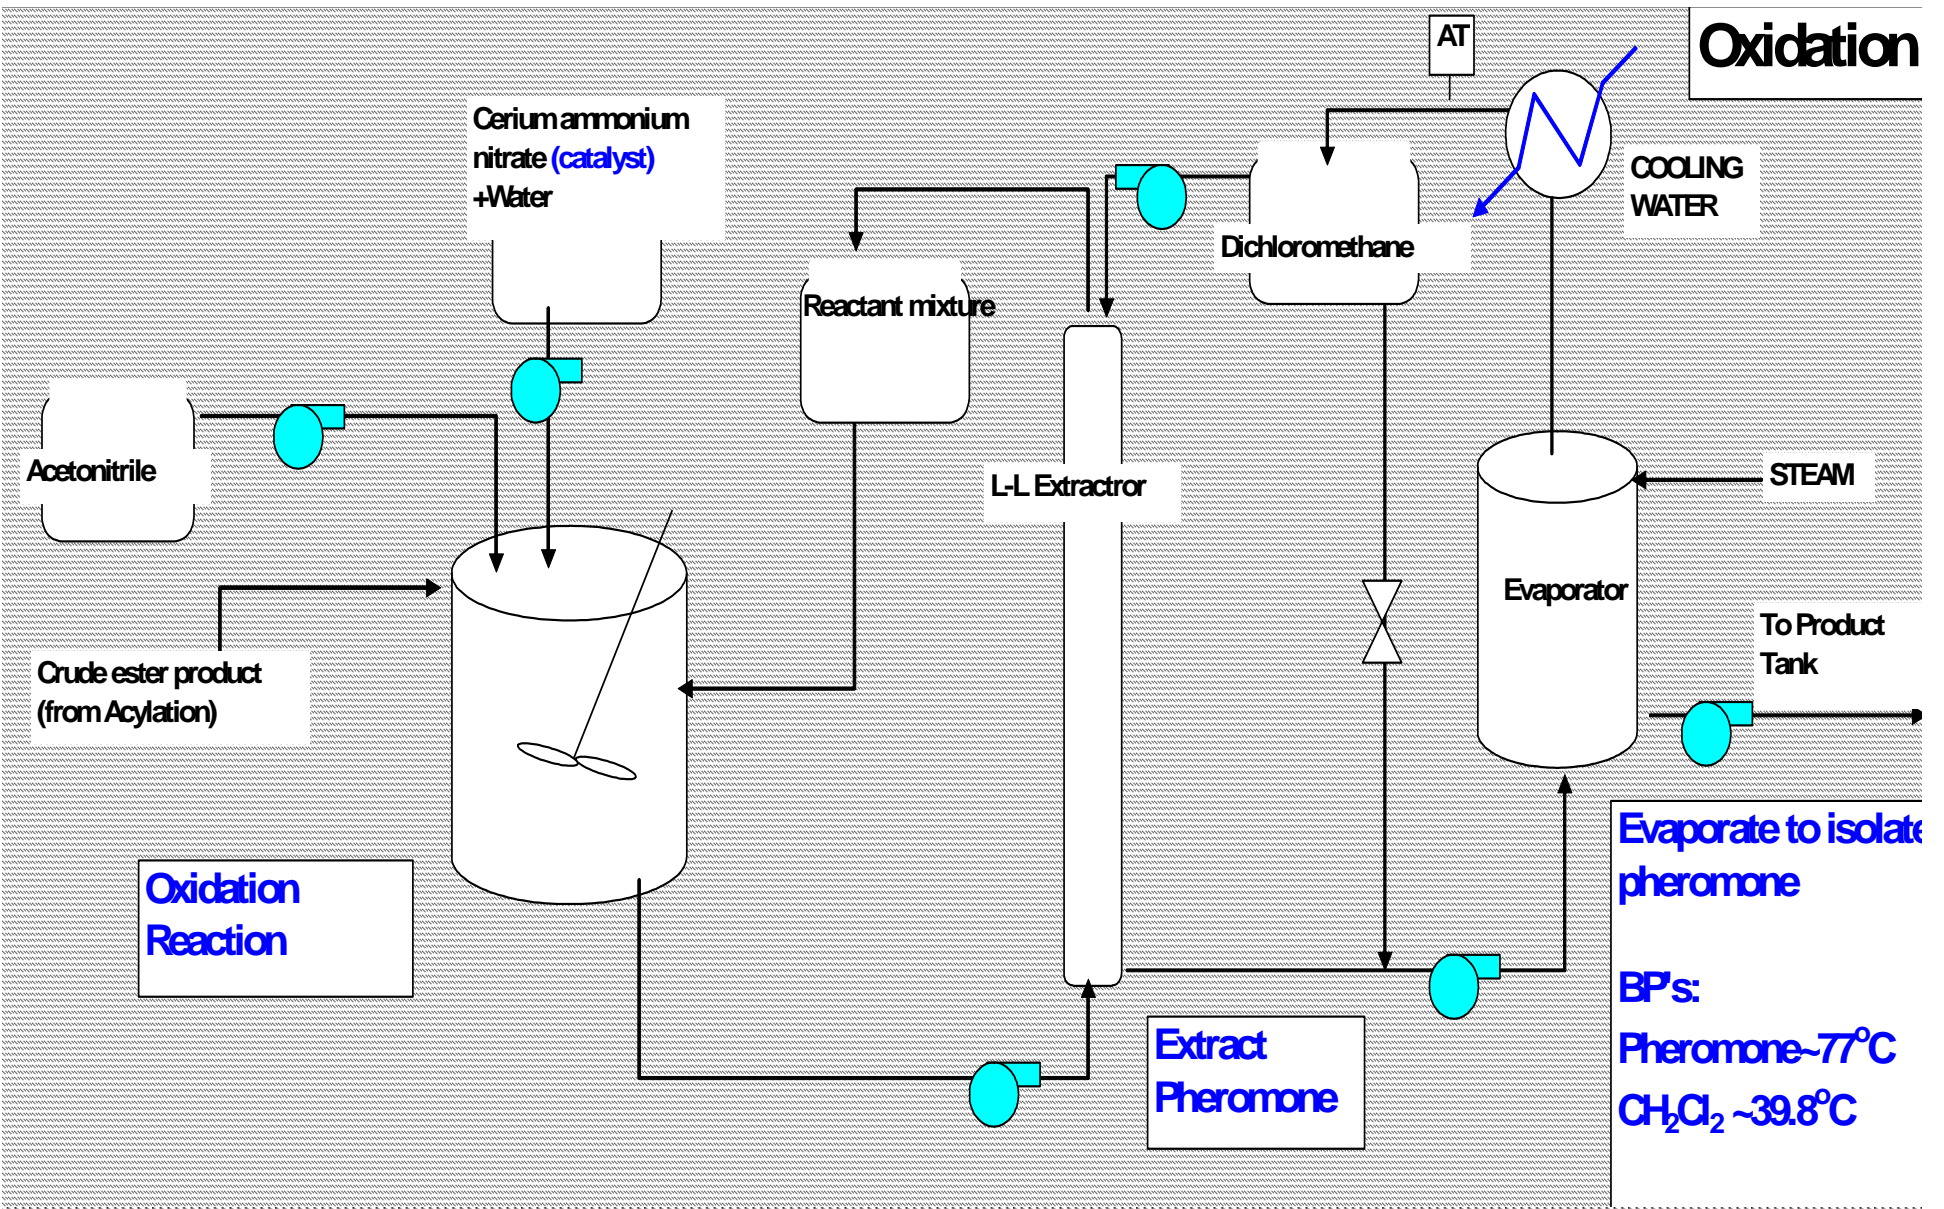 AT
Oxidation
Cerium ammonium
nitrate (catalyst)
+Water
COOLING
WATER
Dichloromethane
Reactant mixture
Acetonitrile
L-L Extractror
STEAM
Evaporator
To Product
Tank
Crude ester product
(from Acylation)
Evaporate to isolate
pheromone
Oxidation
Reaction
BP's:
Extract
Pheromone
Pheromone~77°C
CH₂Cl₂ ~39.8°C